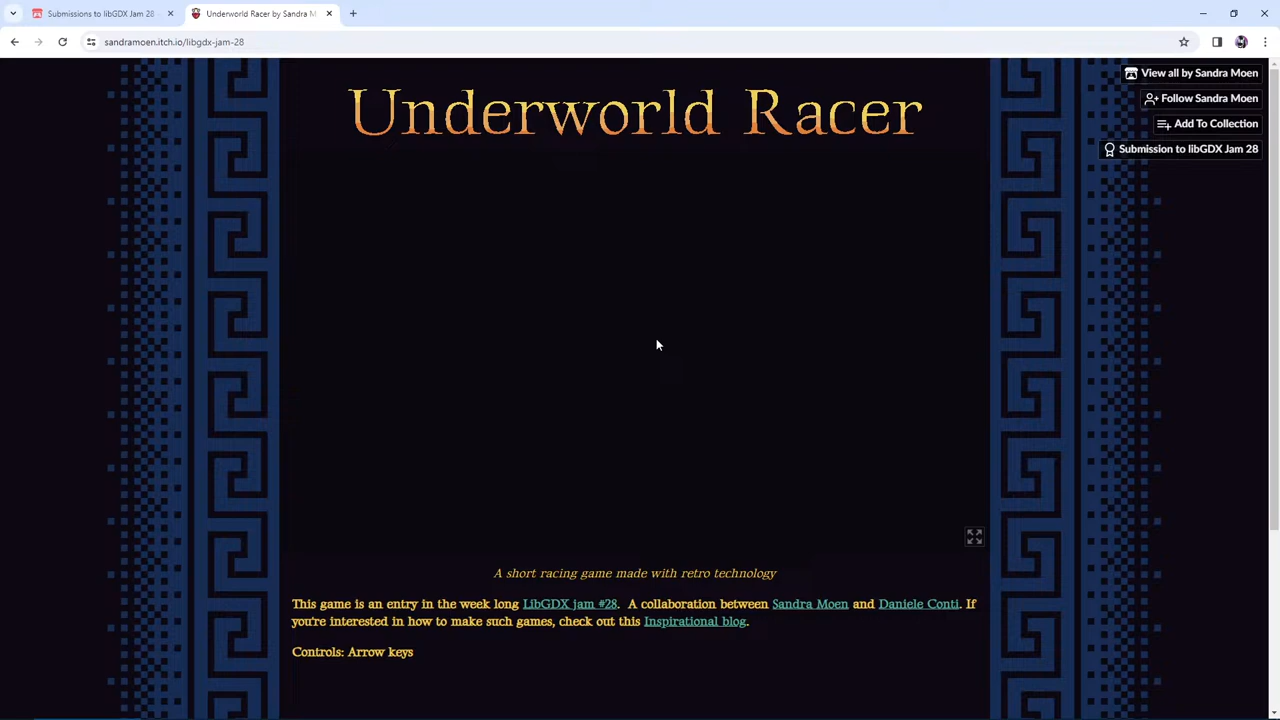 Submissions to libGDX Jam 28
Underworld Racer by Sandra M
sandramoen.itch.io/libgdx-jam-28
View all by Sandra Moen
Follow Sandra Moen
Add To Collection
Submission to libGDX Jam 28
Underworld Racer
A short racing game made with retro technology
This game is an entry in the week long LibGDX jam #28. A collaboration between Sandra Moen and Daniele Conti. If
you're interested in how to make such games, check out this Inspirational blog.
Controls: Arrow keys